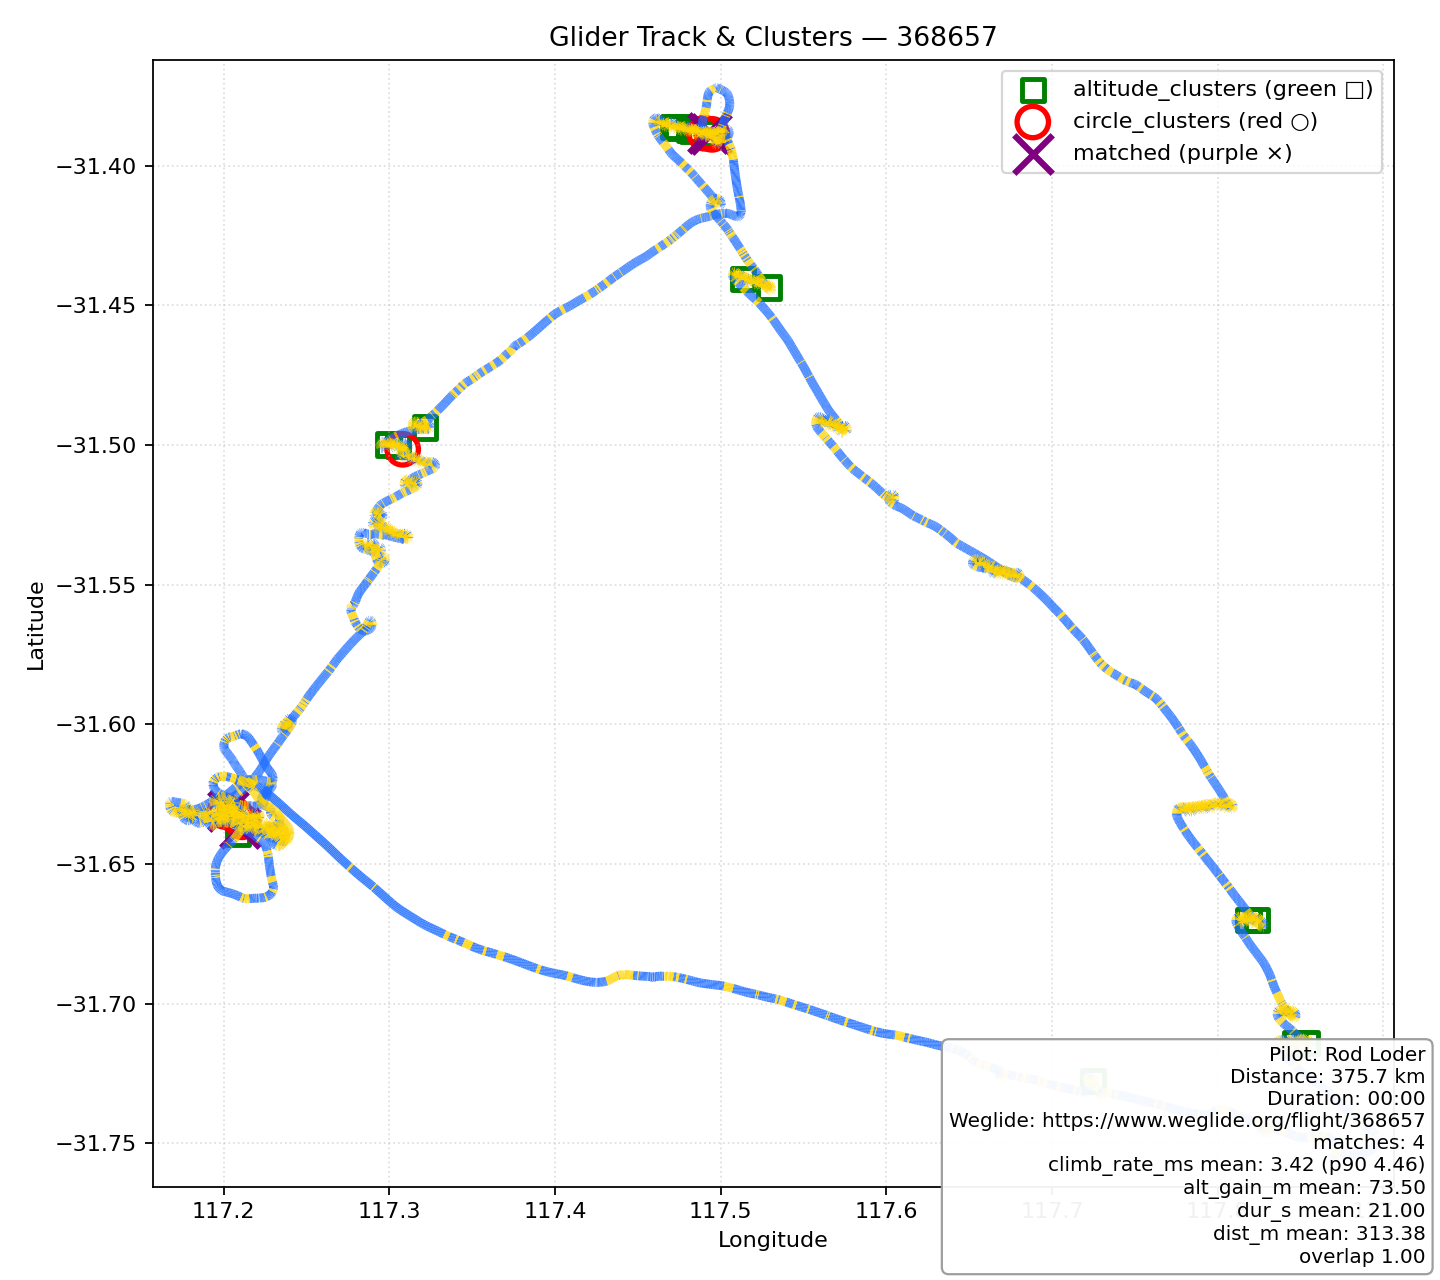 Glider Track & Clusters — 368657
altitude_clusters (green □)
circle_clusters (red ○)
matched (purple ×)
Latitude
−31.40
−31.45
−31.50
−31.55
−31.60
−31.65
−31.70
−31.75
117.2
117.3
117.4
117.5
117.6
117.7
Longitude
Pilot: Rod Loder
Distance: 375.7 km
Duration: 00:00
Weglide: https://www.weglide.org/flight/368657
matches: 4
climb_rate_ms mean: 3.42 (p90 4.46)
alt_gain_m mean: 73.50
dur_s mean: 21.00
dist_m mean: 313.38
overlap 1.00